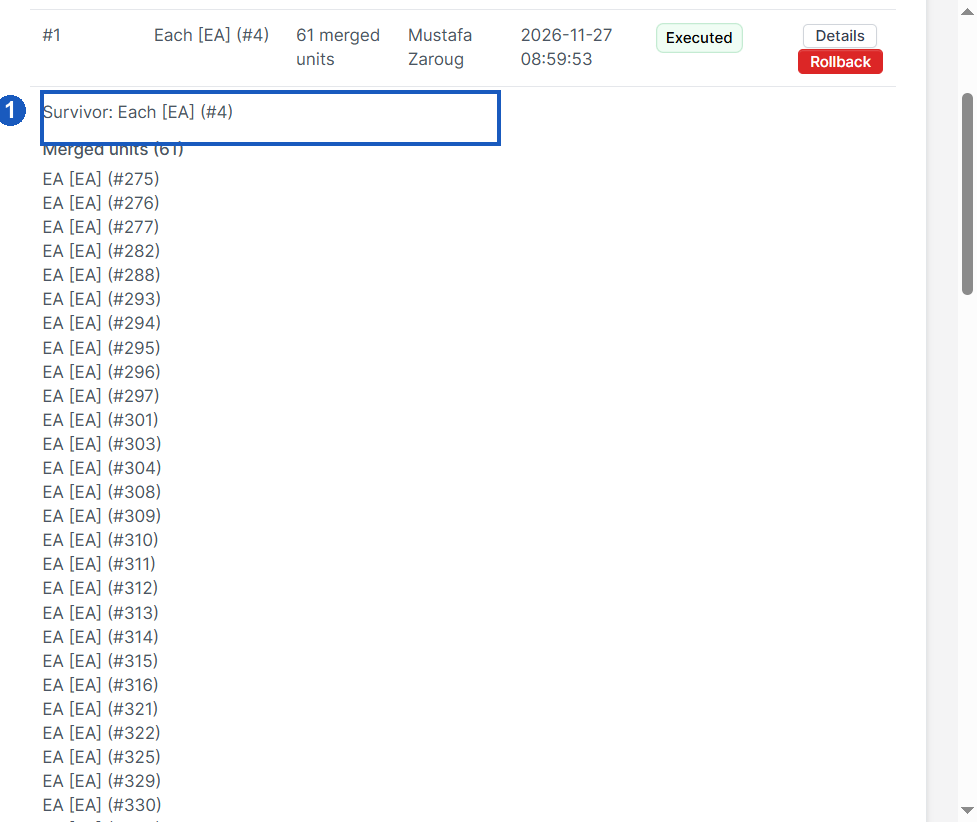 #1 Each [EA] (#4) 61 merged units Mustafa Zaroug 2026-11-27 08:59:53 Executed Details
Rollback
1 Survivor: Each [EA] (#4)
Merged units (61)
EA [EA] (#275)
EA [EA] (#276)
EA [EA] (#277)
EA [EA] (#282)
EA [EA] (#288)
EA [EA] (#293)
EA [EA] (#294)
EA [EA] (#295)
EA [EA] (#296)
EA [EA] (#297)
EA [EA] (#301)
EA [EA] (#303)
EA [EA] (#304)
EA [EA] (#308)
EA [EA] (#309)
EA [EA] (#310)
EA [EA] (#311)
EA [EA] (#312)
EA [EA] (#313)
EA [EA] (#314)
EA [EA] (#315)
EA [EA] (#316)
EA [EA] (#321)
EA [EA] (#322)
EA [EA] (#325)
EA [EA] (#329)
EA [EA] (#330)